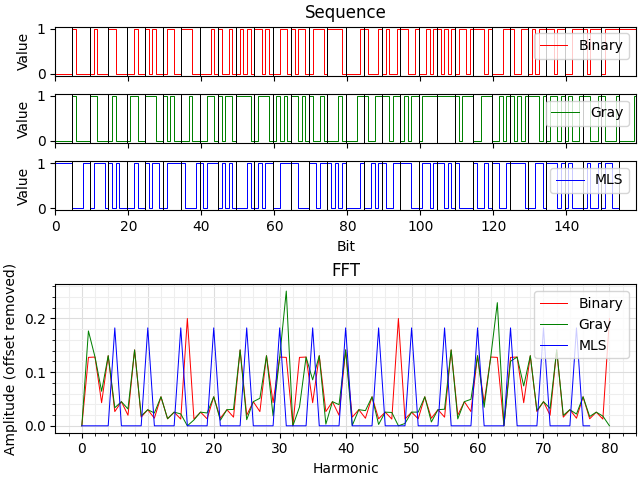 Sequence
1
Value
0
Binary
1
Value
0
Gray
1
Value
0
MLS
0 20 40 60 80 100 120 140
Bit
FFT
Amplitude (offset removed)
0.2
0.1
0.0
Binary
Gray
MLS
0 10 20 30 40 50 60 70 80
Harmonic